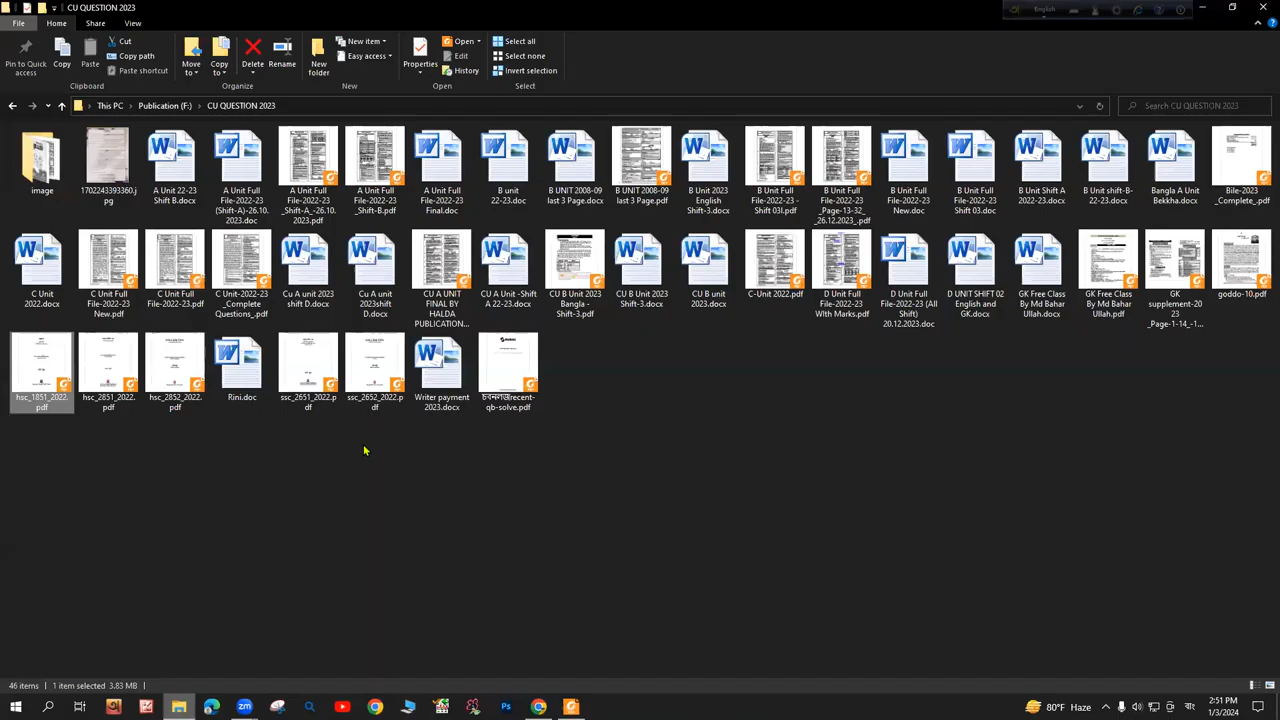 CU QUESTION 2023
English
File Home Share View
Pin to Quick access
Copy
Paste
Cut
Copy path
Paste shortcut
Clipboard
Move to
Copy to
Delete
Rename
Organize
New folder
New item
Easy access
New
Properties
Open
Edit
History
Open
Select all
Select none
Invert selection
Select
This PC Publication (F:) CU QUESTION 2023
Search CU QUESTION 2023
image
1702243393360.j
pg
A Unit 22-23
Shift B.docx
A Unit Full
File-2022-23
(Shift-A)-26.10.
2023.doc
A Unit Full
File-2022-23
_Shift-A_-26.10.
2023.pdf
A Unit Full
File-2022-23
_Shift-B.pdf
A Unit Full
File-2022-23
Final.doc
B unit
22-23.doc
B UNIT 2008-09
last 3 Page.docx
B UNIT 2008-09
last 3 Page.pdf
B Unit 2023
English
Shift-3.docx
B Unit Full
File-2022-23 -
Shift 03I.pdf
B Unit Full
File-2022-23
_Page-13-32
_26.12.2023_.pdf
B Unit Full
File-2022-23
New.doc
B Unit Full
File-2022-23
Shift 03.doc
B Unit Shift A
2022-23.docx
B Unit shift-B-
22-23.docx
Bangla A Unit
Bekkha.docx
Bile-2023
_Complete_.pdf
C Unit
2022.docx
C Unit Full
File-2022-23
New.pdf
C Unit Full
File-2022-23.pdf
C Unit-2022-23
_Complete
Questions_.pdf
Cu A unit 2023
shift D.docx
Cu A unit
2023shift
D.docx
CU A UNIT
FINAL BY
HALDA
PUBLICATION...
CU A Unit -Shift
A 22-23.docx
CU B Unit 2023
Bangla -
Shift-3.pdf
CU B Unit 2023
Shift-3.docx
CU B unit
2023.docx
C-Unit 2022.pdf
D Unit Full
File-2022-23
WIth Marks.pdf
D Unit Full
File-2022-23 (All
Shift)
20.12.2023.doc
D UNIT SHIFT 02
English and
GK.docx
GK Free Class
By Md Bahar
Ullah.docx
GK Free Class
By Md Bahar
Ullah.pdf
GK
supplement-20
23
_Page-1-14_-1...
goddo-10.pdf
hsc_1851_2022.
pdf
hsc_2851_2022.
pdf
hsc_2852_2022.
pdf
Rini.doc
ssc_2651_2022.p
df
ssc_2652_2022.p
df
Writer payment
2023.docx
recent-
qb-solve.pdf
46 items 1 item selected 3.83 MB
zm
Ps
80°F Haze
2:51 PM
1/3/2024